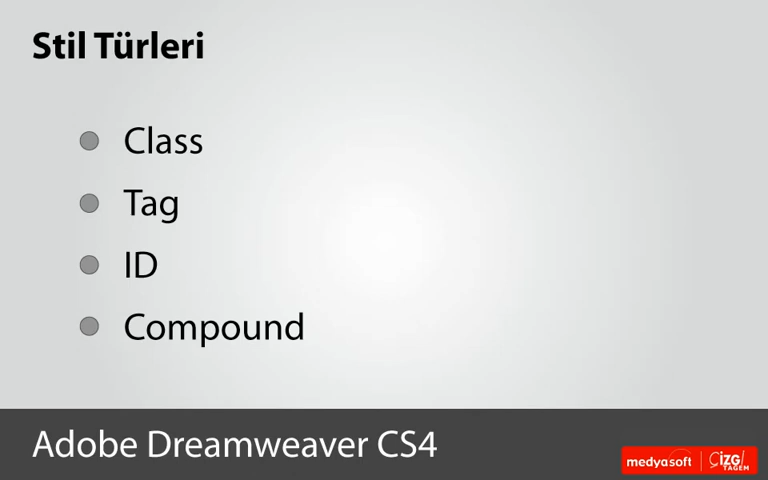 Stil Türleri
Class
Tag
ID
Compound
Adobe Dreamweaver CS4
medyasoft
ÇİZGİ
TAGEM